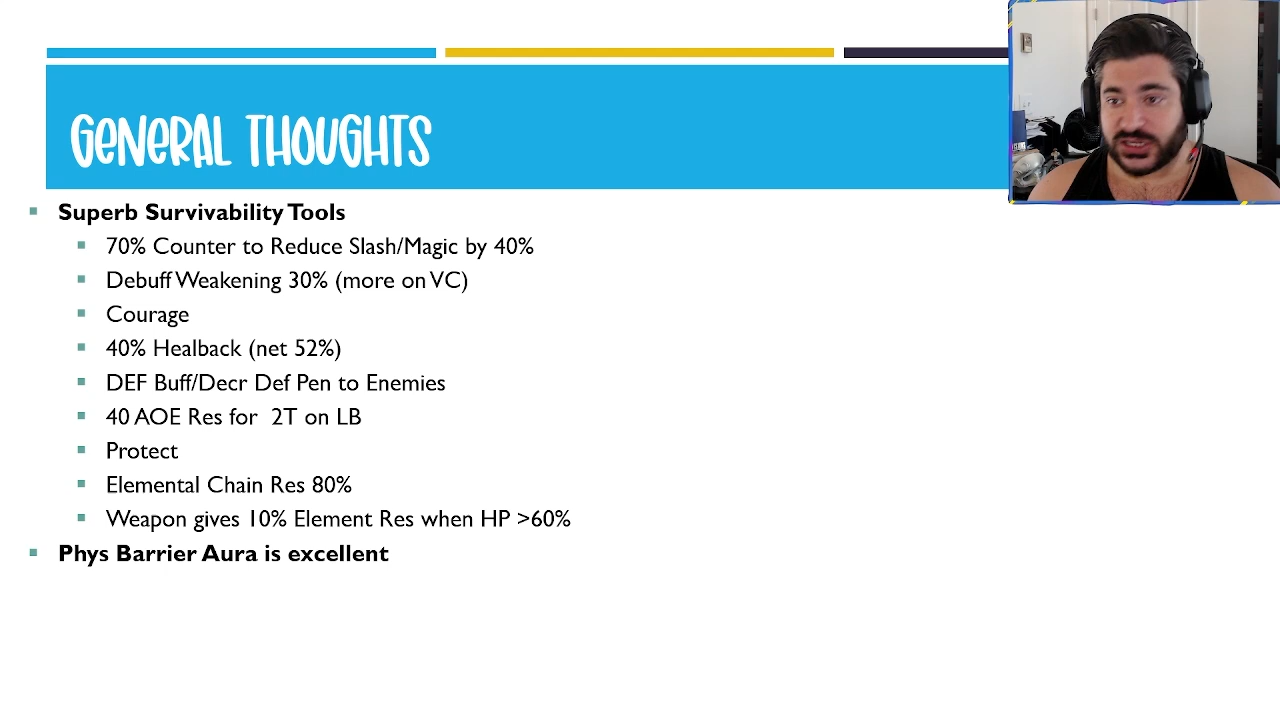 GENERAL THOUGHTS
Superb Survivability Tools
70% Counter to Reduce Slash/Magic by 40%
Debuff Weakening 30% (more on VC)
Courage
40% Healback (net 52%)
DEF Buff/Decr Def Pen to Enemies
40 AOE Res for  2T on LB
Protect
Elemental Chain Res 80%
Weapon gives 10% Element Res when HP >60%
Phys Barrier Aura is excellent